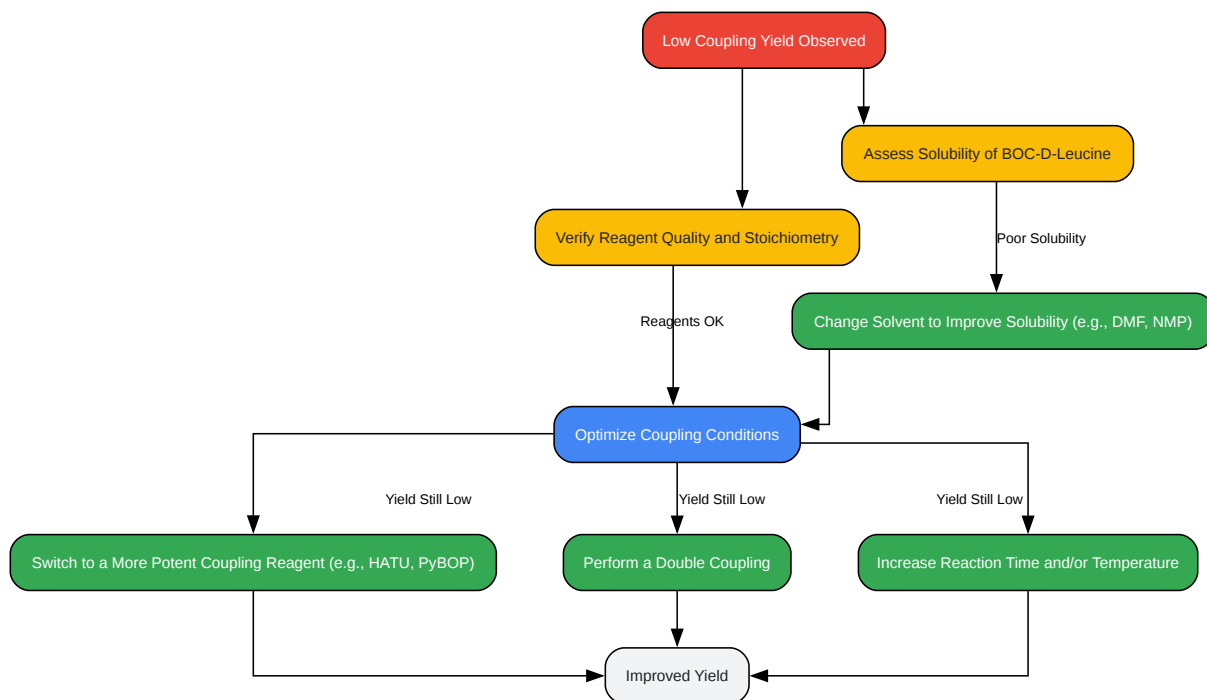 Low Coupling Yield Observed
Assess Solubility of BOC-D-Leucine
Verify Reagent Quality and Stoichiometry
Poor Solubility
Reagents OK
Change Solvent to Improve Solubility (e.g., DMF, NMP)
Optimize Coupling Conditions
Yield Still Low
Yield Still Low
Yield Still Low
Switch to a More Potent Coupling Reagent (e.g., HATU, PyBOP)
Perform a Double Coupling
Increase Reaction Time and/or Temperature
Improved Yield